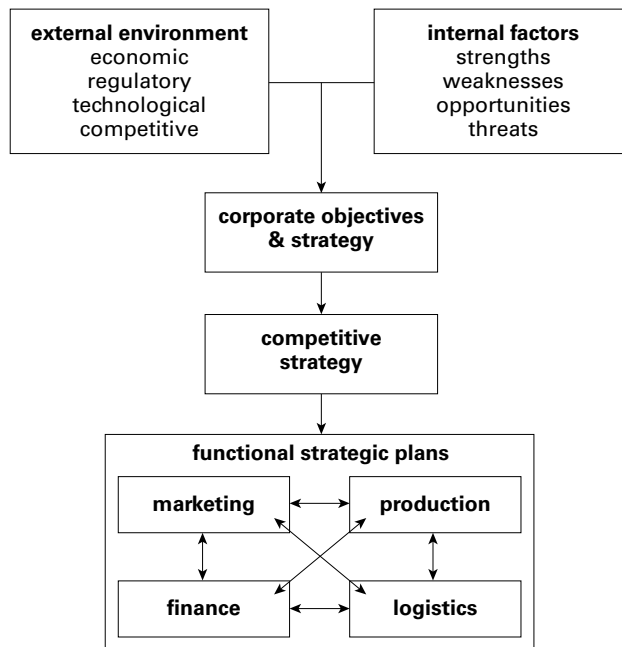 external environment
economic
regulatory
technological
competitive
internal factors
strengths
weaknesses
opportunities
threats
corporate objectives
& strategy
competitive
strategy
functional strategic plans
marketing
production
finance
logistics